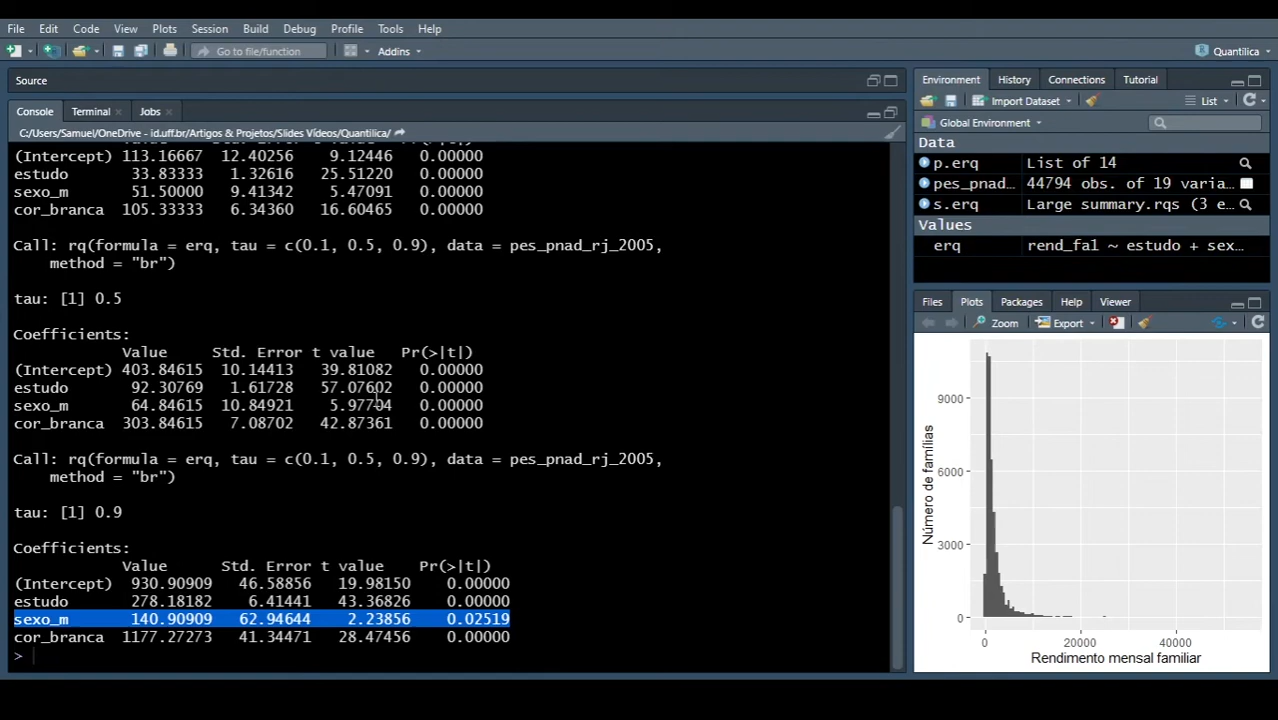 File Edit Code View Plots Session Build Debug Profile Tools Help
Go to file/function Addins Quantilica
Source
Console Terminal Jobs
C:/Users/Samuel/OneDrive - id.uff.br/Artigos & Projetos/Slides Vídeos/Quantilica/
(Intercept) 113.16667 12.40256 9.12446 0.00000
estudo 33.83333 1.32616 25.51220 0.00000
sexo_m 51.50000 9.41342 5.47091 0.00000
cor_branca 105.33333 6.34360 16.60465 0.00000
Call: rq(formula = erq, tau = c(0.1, 0.5, 0.9), data = pes_pnad_rj_2005,
method = "br")
tau: [1] 0.5
Coefficients:
Value Std. Error t value Pr(>|t|)
(Intercept) 403.84615 10.14413 39.81082 0.00000
estudo 92.30769 1.61728 57.07602 0.00000
sexo_m 64.84615 10.84921 5.97704 0.00000
cor_branca 303.84615 7.08702 42.87361 0.00000
Call: rq(formula = erq, tau = c(0.1, 0.5, 0.9), data = pes_pnad_rj_2005,
method = "br")
tau: [1] 0.9
Coefficients:
Value Std. Error t value Pr(>|t|)
(Intercept) 930.90909 46.58856 19.98150 0.00000
estudo 278.18182 6.41441 43.36826 0.00000
sexo_m 140.90909 62.94644 2.23856 0.02519
cor_branca 1177.27273 41.34471 28.47456 0.00000
>
Environment History Connections Tutorial
Import Dataset List
Global Environment
Data
p.erq List of 14
pes_pnad… 44794 obs. of 19 varia…
s.erq Large summary.rqs (3 e…
Values
erq rend_fa1 ~ estudo + sex…
Files Plots Packages Help Viewer
Zoom Export
9000
6000
3000
0
Número de famílias
0 20000 40000
Rendimento mensal familiar